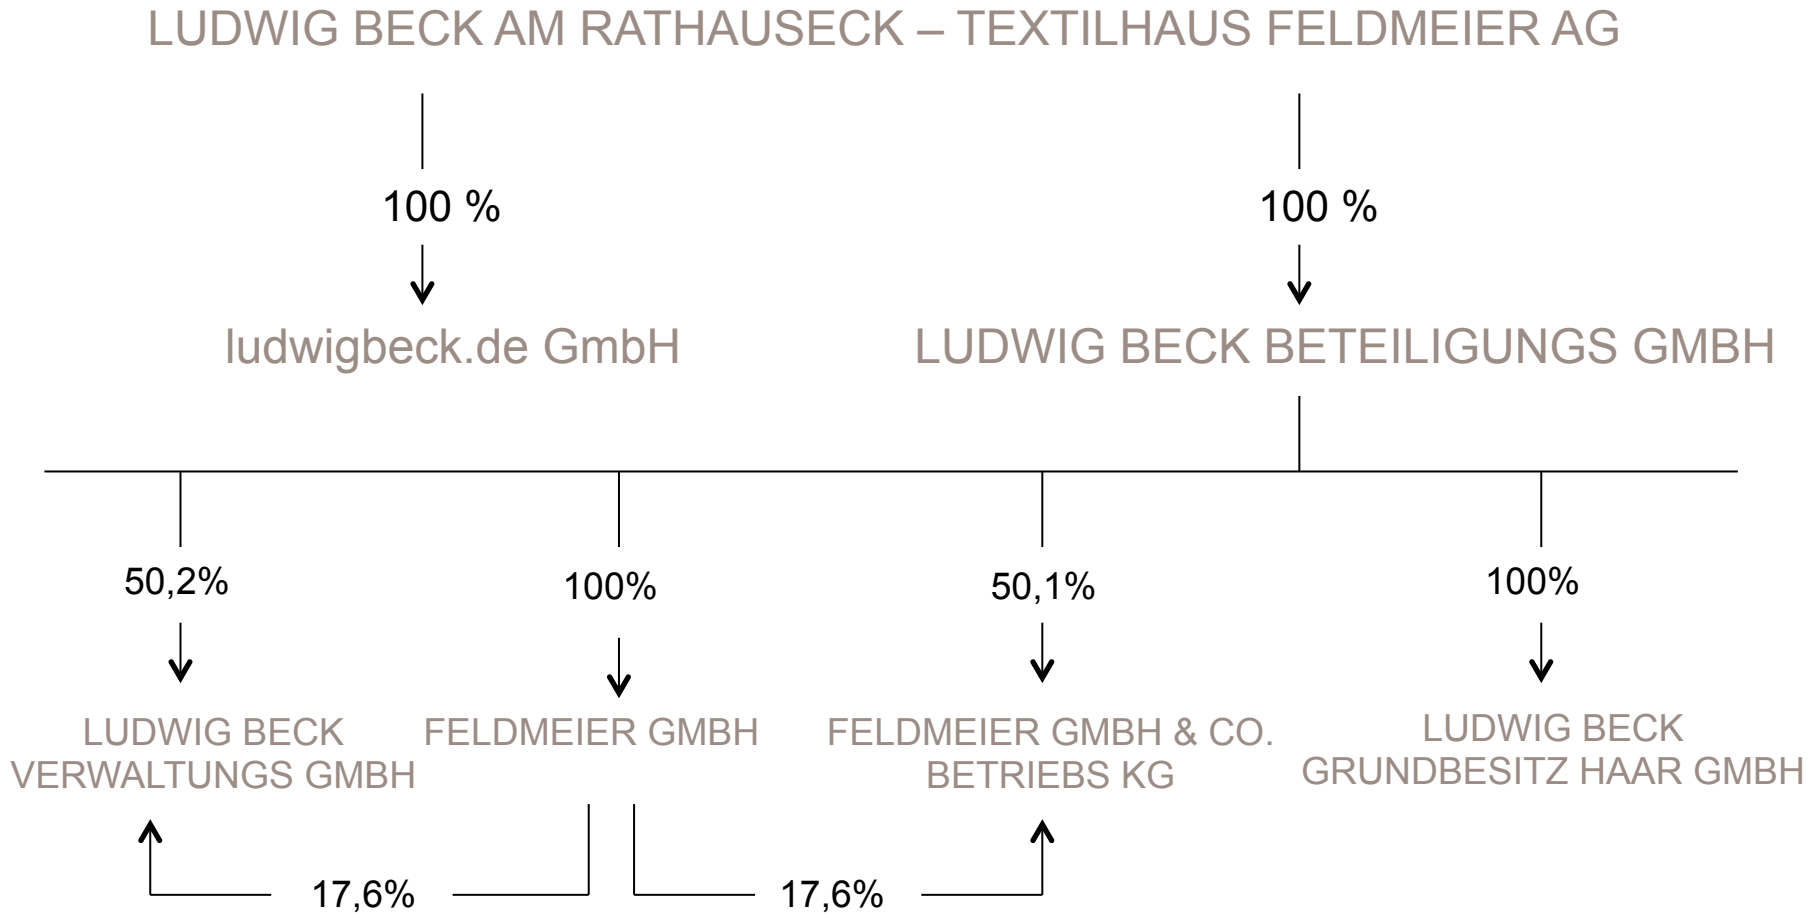 LUDWIG BECK AM RATHAUSECK – TEXTILHAUS FELDMEIER AG
100 %
100 %
ludwigbeck.de GmbH
LUDWIG BECK BETEILIGUNGS GMBH
50,2%
100%
50,1%
100%
LUDWIG BECK
VERWALTUNGS GMBH
FELDMEIER GMBH
FELDMEIER GMBH & CO.
BETRIEBS KG
LUDWIG BECK
GRUNDBESITZ HAAR GMBH
17,6%
17,6%